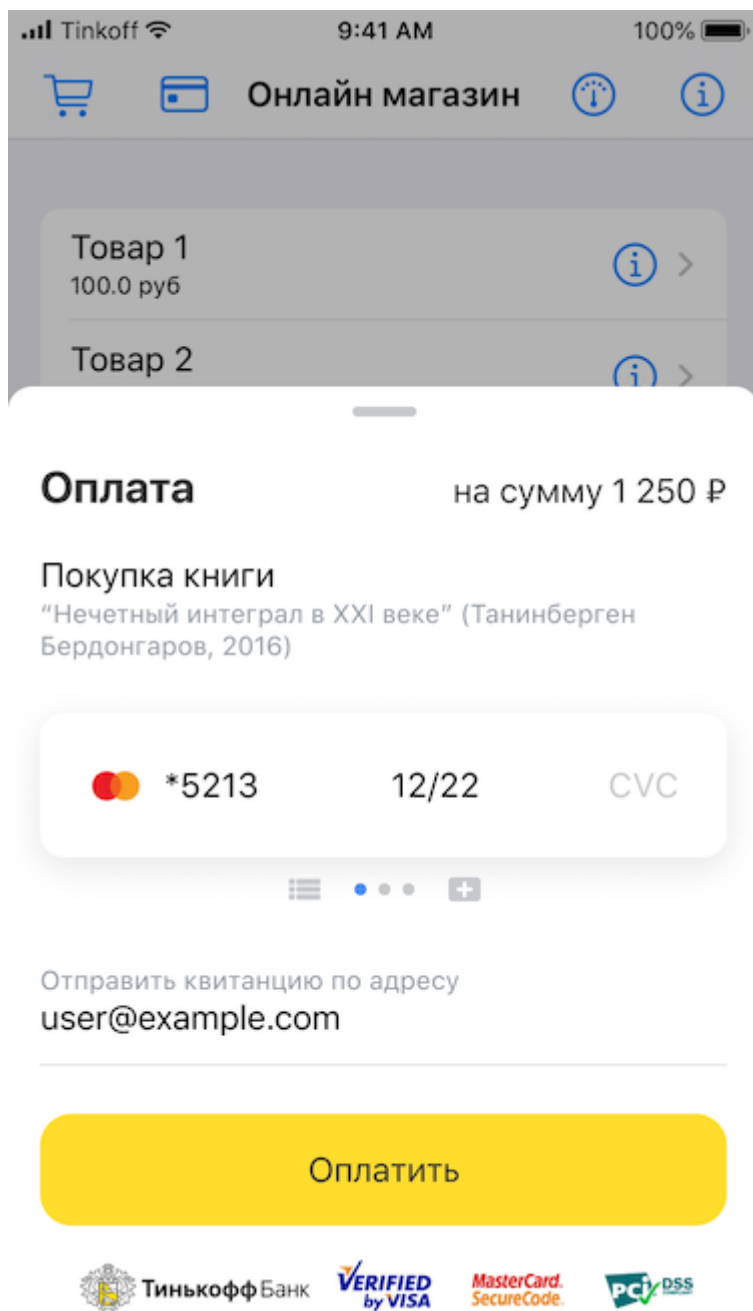 Tinkoff 9:41 AM 100%
Онлайн магазин
Товар 1
100.0 руб
Товар 2
Оплата на сумму 1 250 ₽
Покупка книги
“Нечетный интеграл в XXI веке” (Танинберген
Бердонгаров, 2016)
*5213 12/22 CVC
Отправить квитанцию по адресу
user@example.com
Оплатить
Тинькофф Банк VERIFIED by VISA MasterCard. SecureCode. PCI DSS